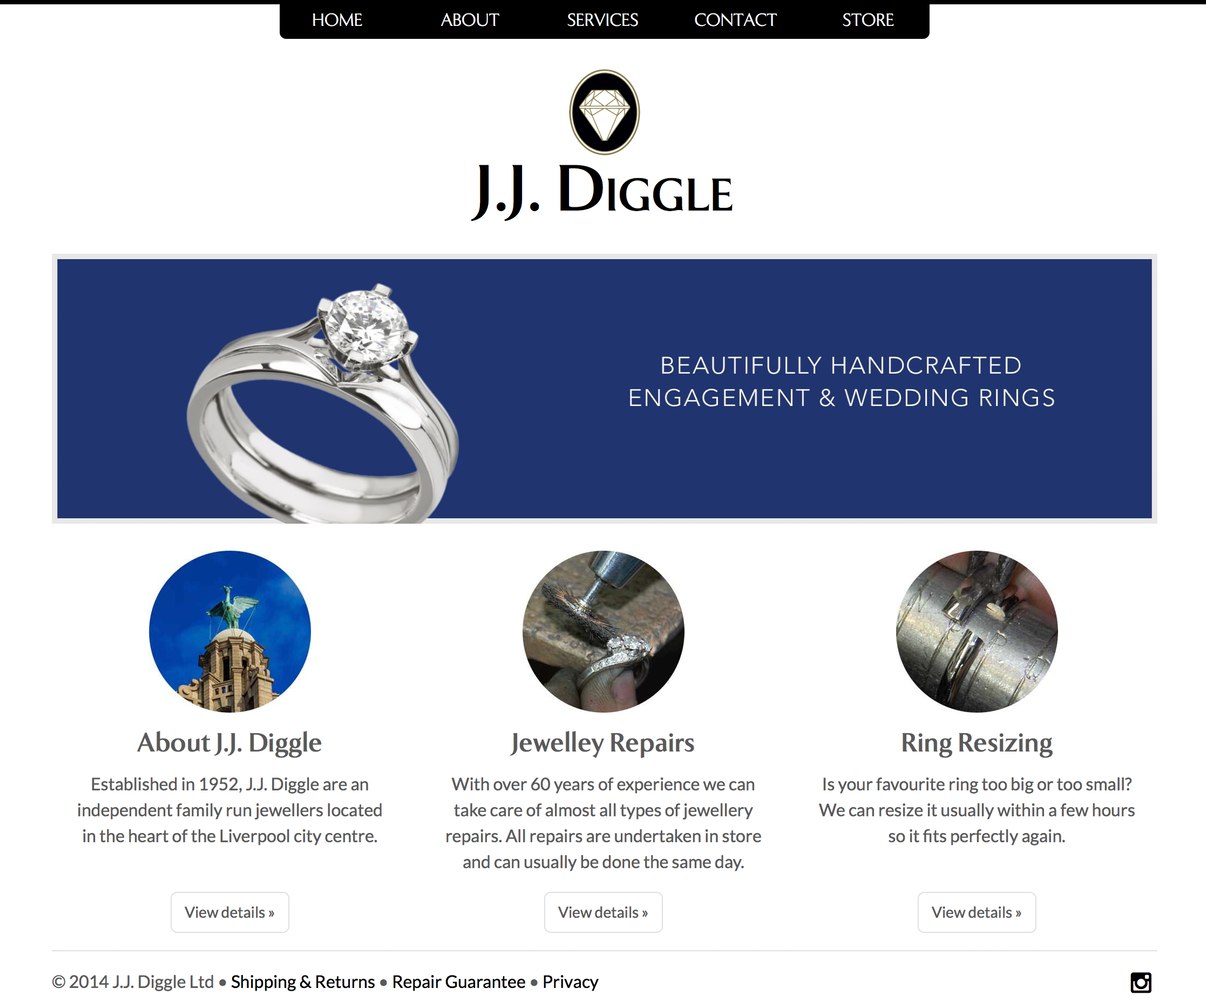 HOME ABOUT SERVICES CONTACT STORE
J.J. DIGGLE
BEAUTIFULLY HANDCRAFTED
ENGAGEMENT & WEDDING RINGS
About J.J. Diggle
Established in 1952, J.J. Diggle are an
independent family run jewellers located
in the heart of the Liverpool city centre.
View details »
Jewelley Repairs
With over 60 years of experience we can
take care of almost all types of jewellery
repairs. All repairs are undertaken in store
and can usually be done the same day.
View details »
Ring Resizing
Is your favourite ring too big or too small?
We can resize it usually within a few hours
so it fits perfectly again.
View details »
© 2014 J.J. Diggle Ltd • Shipping & Returns • Repair Guarantee • Privacy